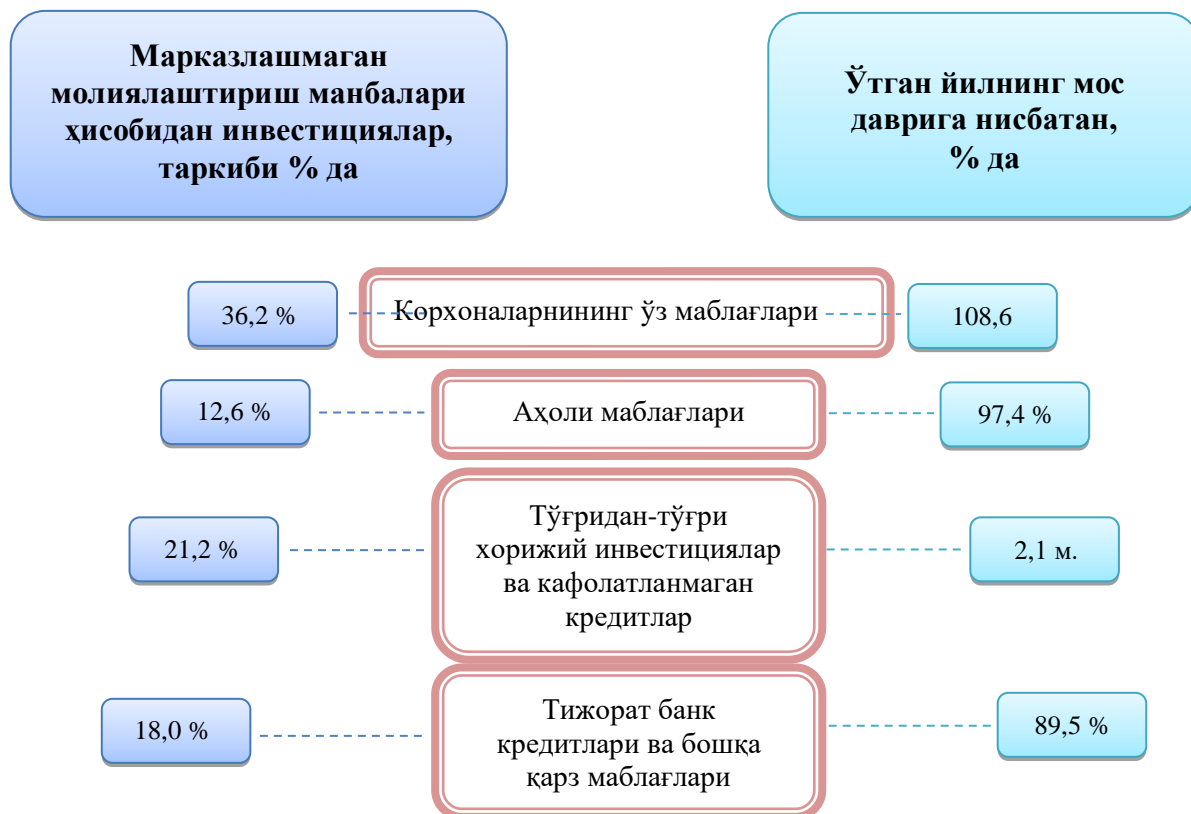 Марказлашмаган
молиялаштириш манбалари
ҳисобидан инвестициялар,
таркиби % да
Ўтган йилнинг мос
даврига нисбатан,
% да
36,2 %
Корхоналарнининг ўз маблағлари
108,6
12,6 %
Аҳоли маблағлари
97,4 %
21,2 %
Тўғридан-тўғри
хорижий инвестициялар
ва кафолатланмаган
кредитлар
2,1 м.
18,0 %
Тижорат банк
кредитлари ва бошқа
қарз маблағлари
89,5 %